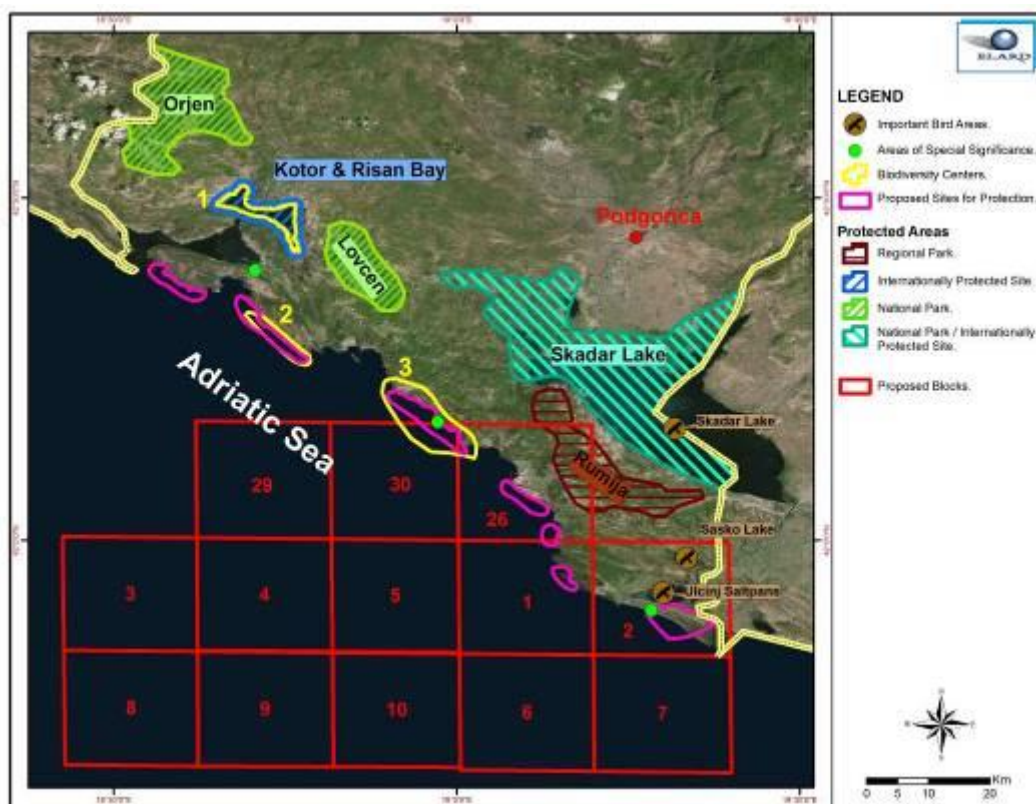 ELARD
LEGEND
Important Bird Areas.
Areas of Special Significance.
Biodiversity Centers.
Proposed Sites for Protection.
Protected Areas
Regional Park.
Internationally Protected Site
National Park.
National Park / Internationally
Protected Site.
Proposed Blocks.
Orjen
Kotor & Risan Bay
1
Podgorica
Lovcen
2
Skadar Lake
Adriatic Sea
3
Skadar Lake
Rumija
29
30
26
Sasko Lake
3
4
5
1
Ulcinj Saltpans
2
8
9
10
6
7
Km
0 5 10 20